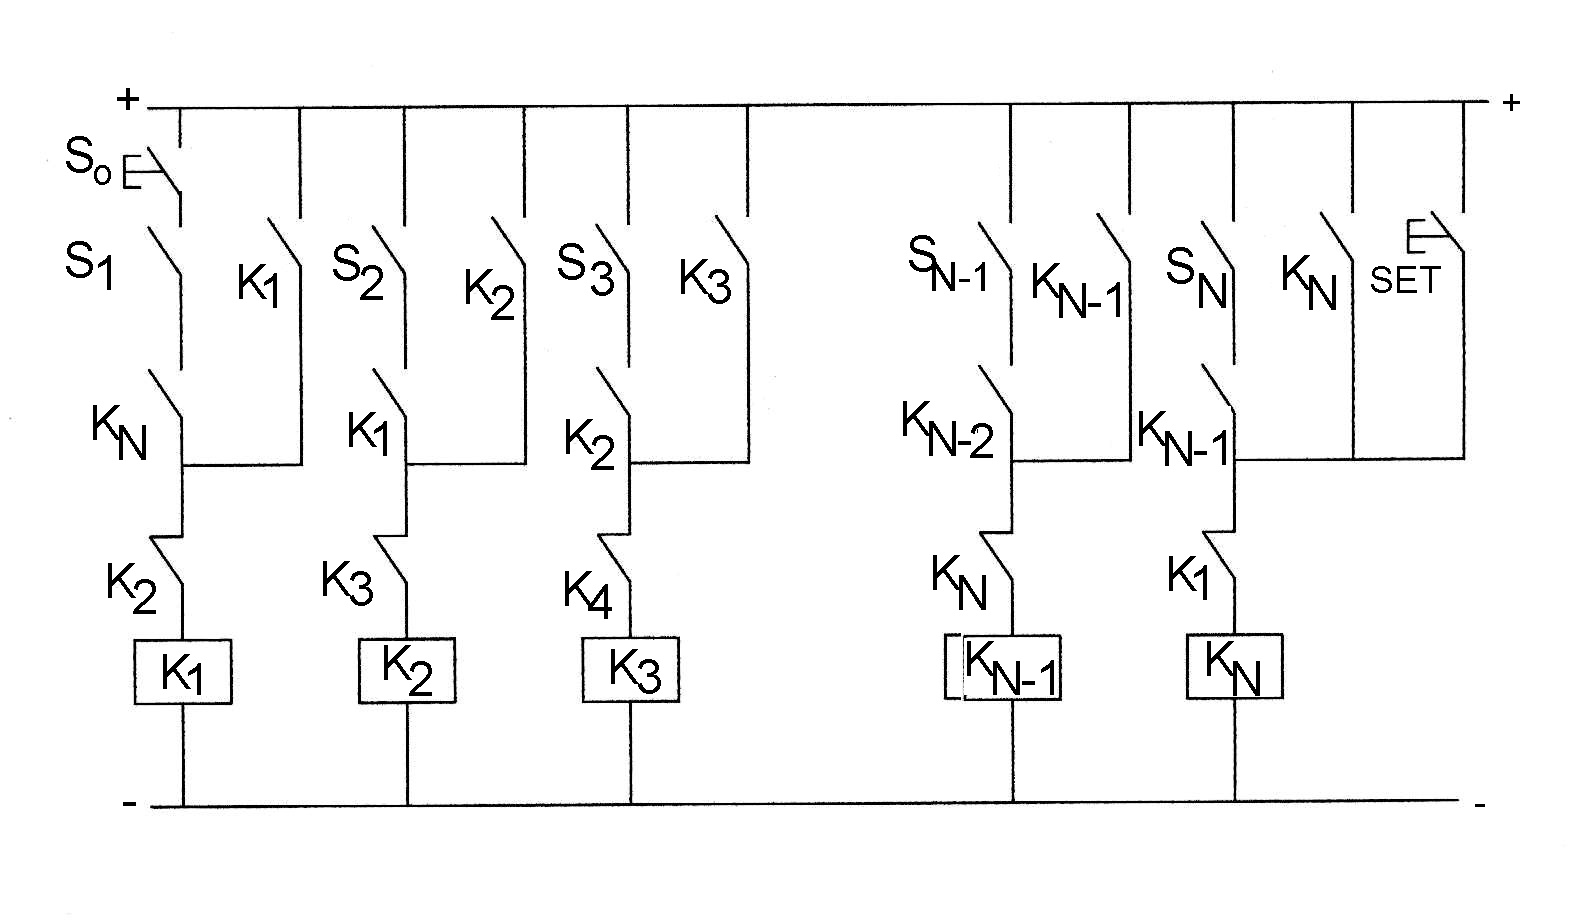 + +
S0
S1 K1 S2 K2 S3 K3 SN-1 KN-1 SN KN SET
KN K1 K2 KN-2 KN-1
K2 K3 K4 KN K1
K1 K2 K3 KN-1 KN
- -